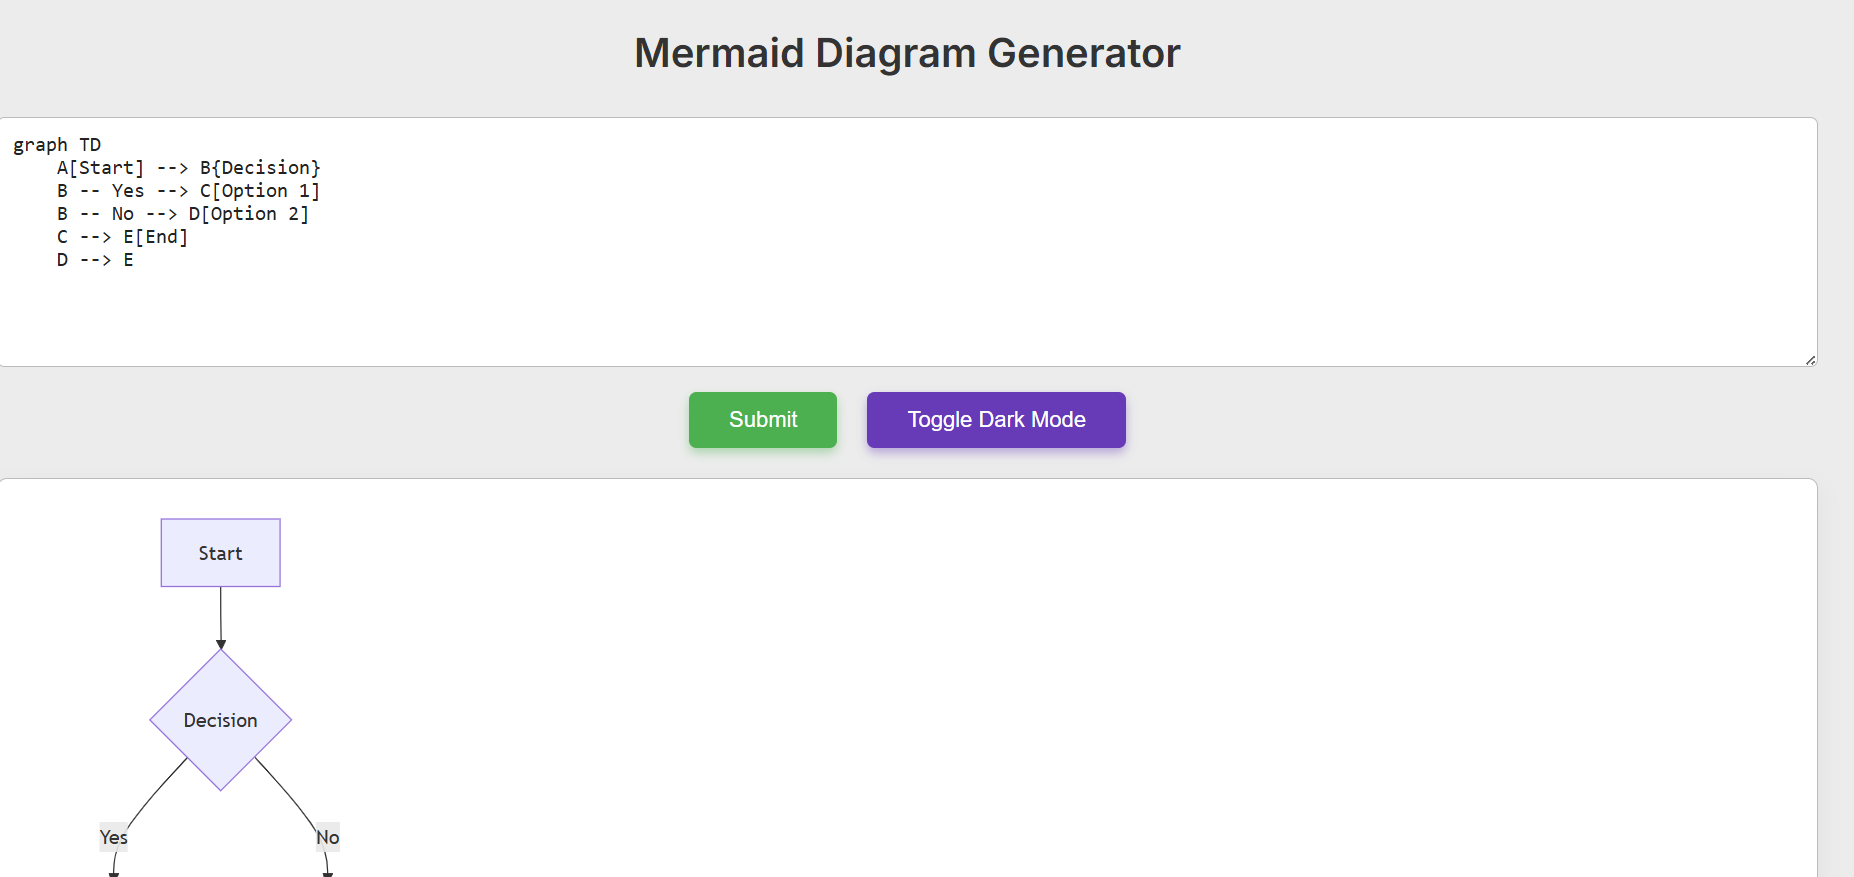 Mermaid Diagram Generator
graph TD
    A[Start] --> B{Decision}
    B -- Yes --> C[Option 1]
    B -- No --> D[Option 2]
    C --> E[End]
    D --> E
Submit
Toggle Dark Mode
Start
Decision
Yes
No